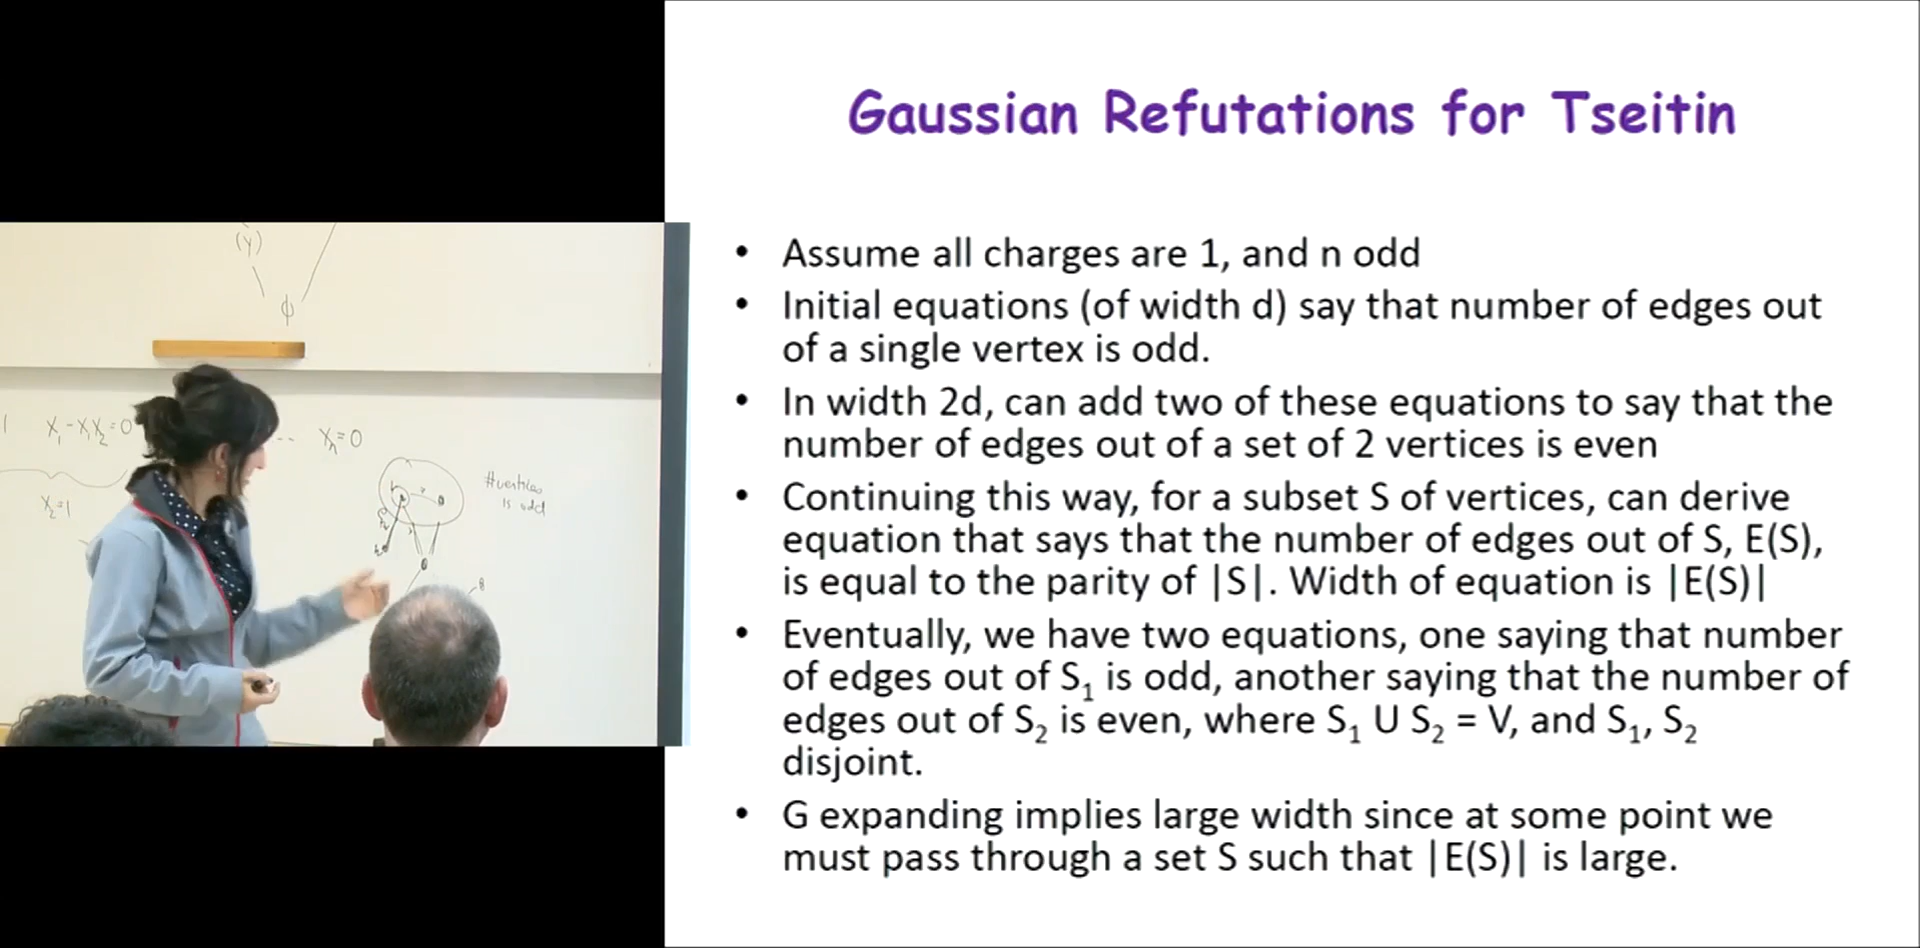 Gaussian Refutations for Tseitin
• Assume all charges are 1, and n odd
• Initial equations (of width d) say that number of edges out
of a single vertex is odd.
• In width 2d, can add two of these equations to say that the
number of edges out of a set of 2 vertices is even
• Continuing this way, for a subset S of vertices, can derive
equation that says that the number of edges out of S, E(S),
is equal to the parity of |S|. Width of equation is |E(S)|
• Eventually, we have two equations, one saying that number
of edges out of S₁ is odd, another saying that the number of
edges out of S₂ is even, where S₁ U S₂ = V, and S₁, S₂
disjoint.
• G expanding implies large width since at some point we
must pass through a set S such that |E(S)| is large.
(y)
ϕ
X₁-X₁X₂=0
-- Xₙ=0
X₂=1
#vertices
is odd